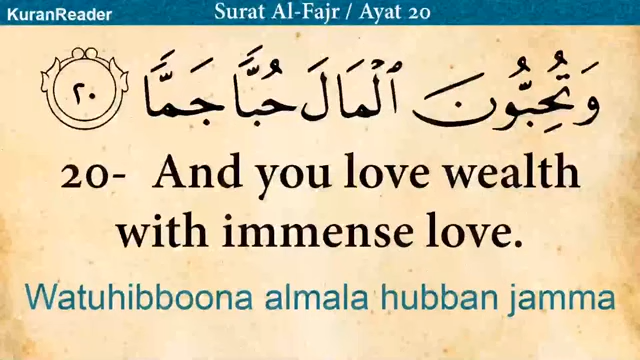 KuranReader
Surat Al-Fajr / Ayat 20
وَتُحِبُّونَ ٱلْمَالَ حُبًّا جَمًّا ٢٠
20- And you love wealth
with immense love.
Watuhibboona almala hubban jamma